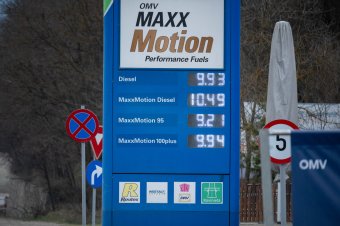 OMV
MAXX
Motion
Performance Fuels
Diesel 9.93
MaxxMotion Diesel 10.49
MaxxMotion 95 9.21
MaxxMotion 100plus 9.94
5
OMV
R
Routex